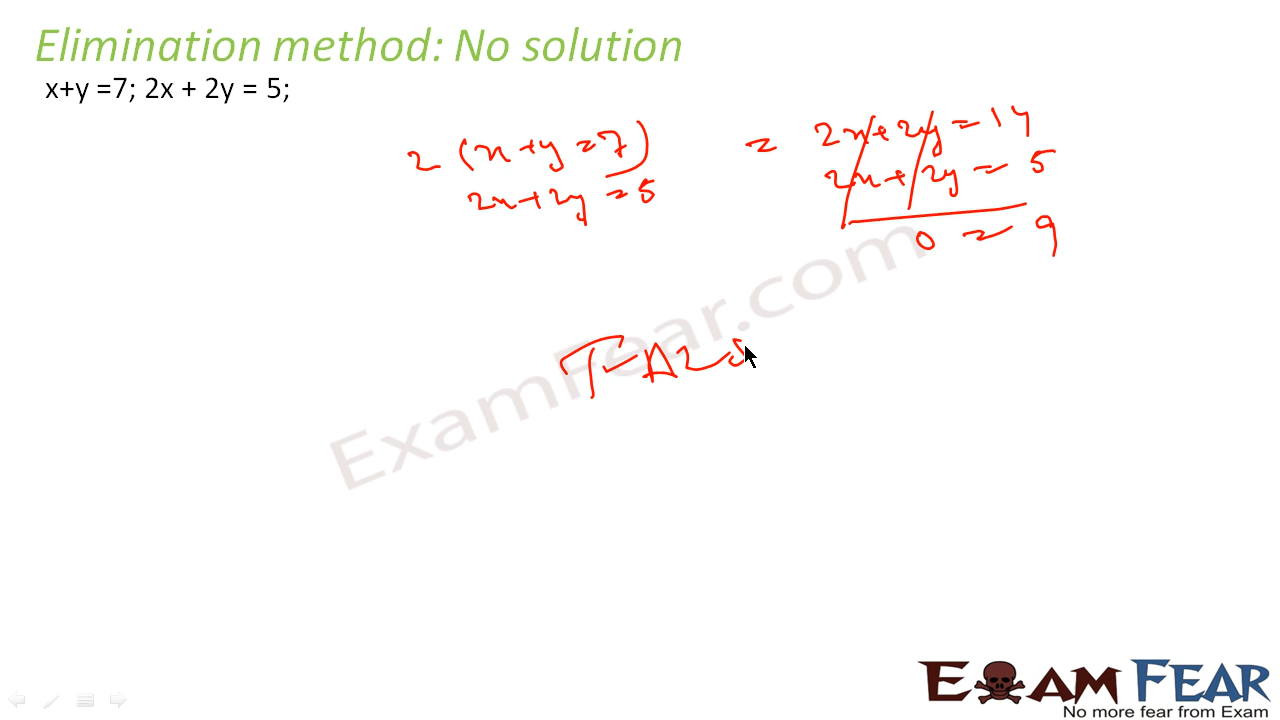 Elimination method: No solution
x+y =7; 2x + 2y = 5;
2 (x+y = 7) = 2x+2y = 14
2x+2y = 5 2x+2y = 5
0 = 9
ExamFear.com
EXAM FEAR
No more fear from Exam